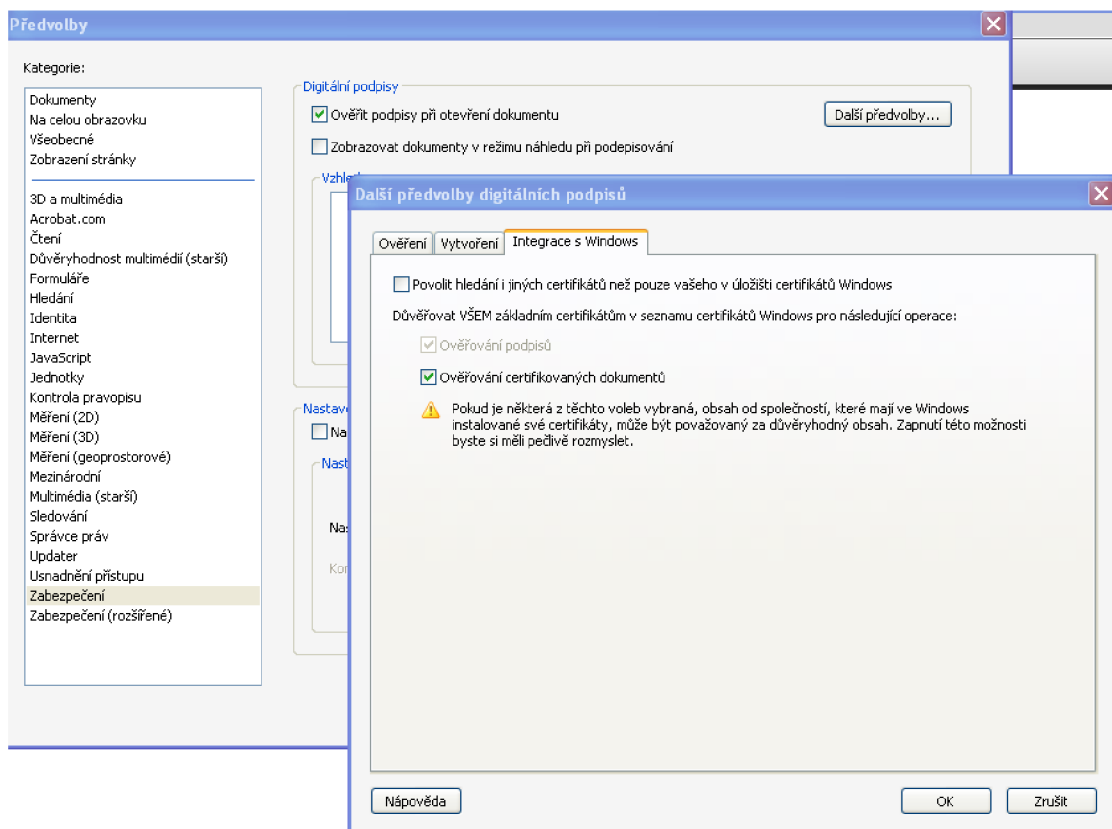 Předvolby
Kategorie:
Dokumenty
Na celou obrazovku
Všeobecné
Zobrazení stránky
3D a multimédia
Acrobat.com
Čtení
Důvěryhodnost multimédií (starší)
Formuláře
Hledání
Identita
Internet
JavaScript
Jednotky
Kontrola pravopisu
Měření (2D)
Měření (3D)
Měření (geoprostorové)
Mezinárodní
Multimédia (starší)
Sledování
Správce práv
Updater
Usnadnění přístupu
Zabezpečení
Zabezpečení (rozšířené)
Digitální podpisy
Ověřit podpisy při otevření dokumentu
Další předvolby...
Zobrazovat dokumenty v režimu náhledu při podepisování
Další předvolby digitálních podpisů
Ověření Vytvoření Integrace s Windows
Povolit hledání i jiných certifikátů než pouze vašeho v úložišti certifikátů Windows
Důvěřovat VŠEM základním certifikátům v seznamu certifikátů Windows pro následující operace:
Ověřování podpisů
Ověřování certifikovaných dokumentů
Pokud je některá z těchto voleb vybraná, obsah od společností, které mají ve Windows
instalované své certifikáty, může být považovaný za důvěryhodný obsah. Zapnutí této možnosti
byste si měli pečlivě rozmyslet.
Nápověda
OK
Zrušit